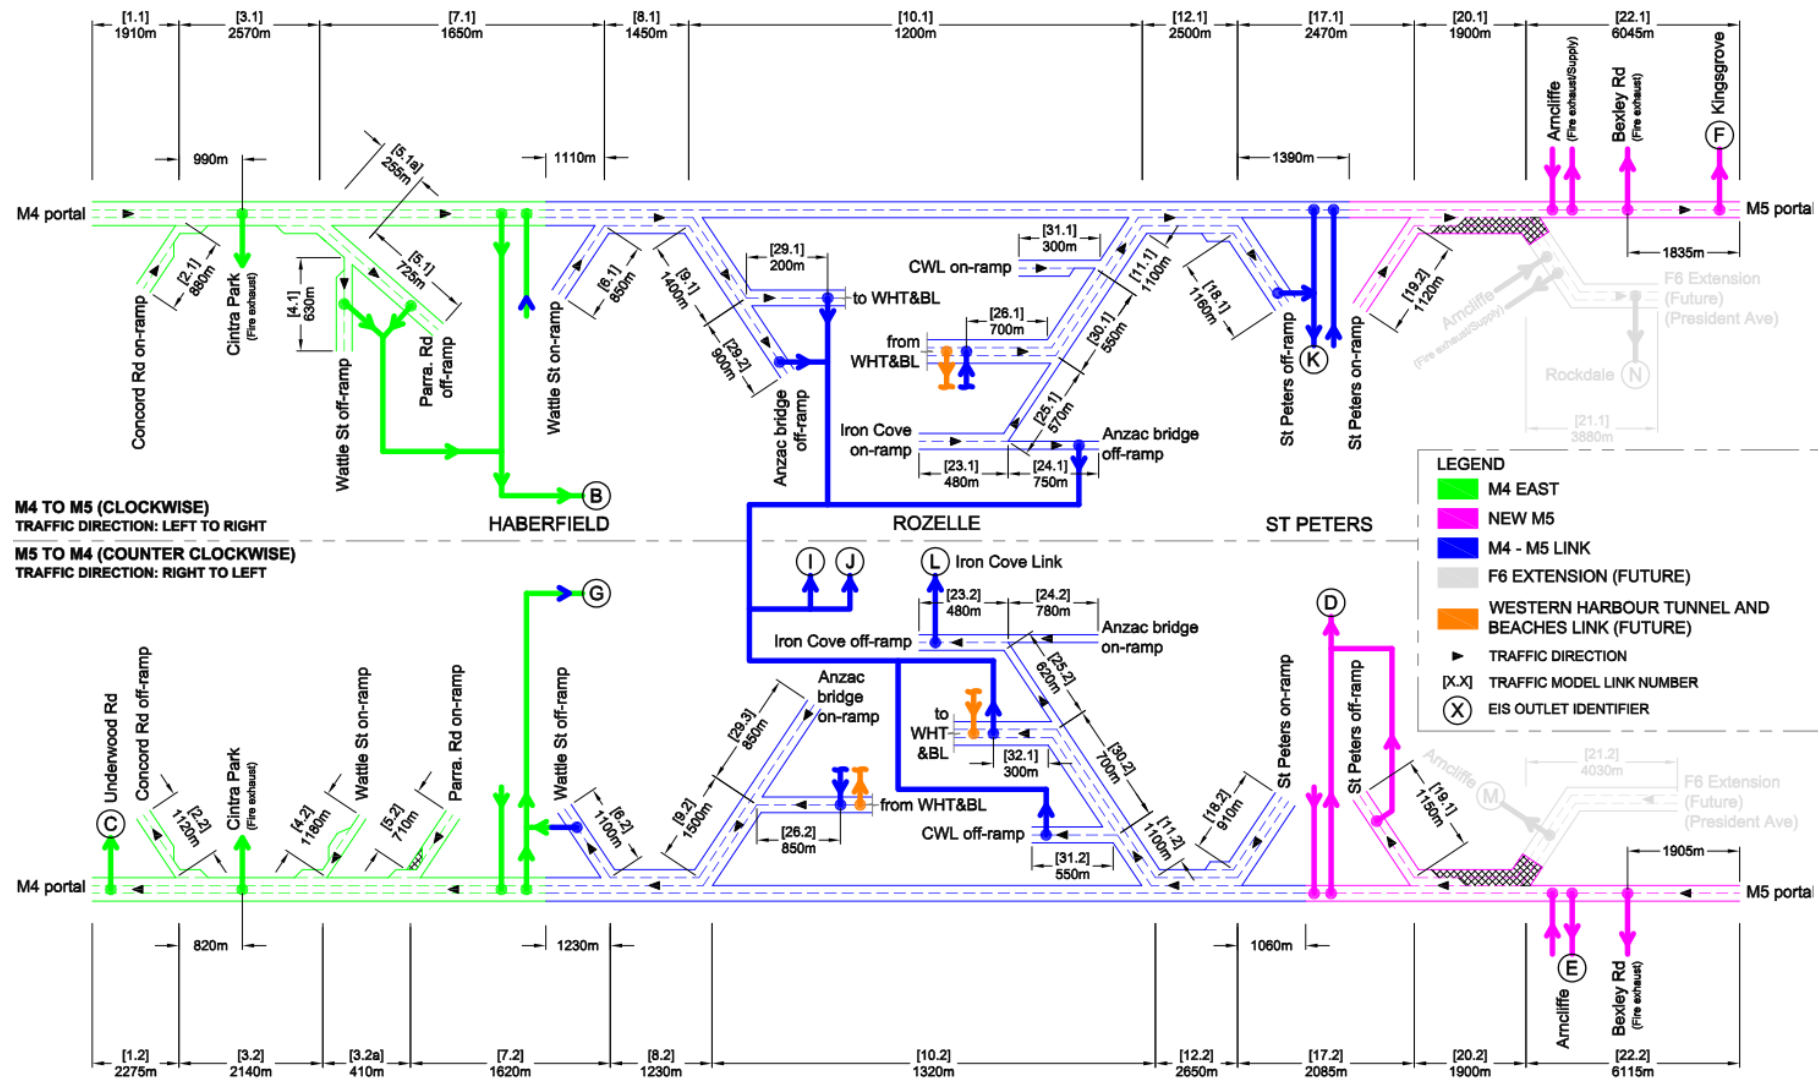 [1.1] [3.1] [7.1] [8.1] [10.1] [12.1] [17.1] [20.1] [22.1]
1910m 2570m 1650m 1450m 1200m 2500m 2470m 1900m 6045m
990m
[5.1a]
255m
1110m
1390m
Arncliffe
(Fire exhaust/Supply)
Bexley Rd
(Fire exhaust)
F
Kingsgrove
M4 portal
M5 portal
1835m
[2.1]
880m
Concord Rd on-ramp
Cintra Park
(Fire exhaust)
[4.1]
630m
Wattle St off-ramp
[5.1]
725m
Parra. Rd
off-ramp
Wattle St on-ramp
[6.1]
850m
[9.1]
1400m
[29.1]
200m
to WHT&BL
[29.2]
900m
Anzac bridge
off-ramp
[31.1]
300m
CWL on-ramp
[11.1]
1100m
[26.1]
700m
from
WHT&BL
[30.1]
550m
[25.1]
570m
Iron Cove
on-ramp
Anzac bridge
off-ramp
[23.1]
480m
[24.1]
750m
[18.1]
1160m
St Peters off-ramp
K
St Peters on-ramp
[19.2]
1120m
Arncliffe
(Fire exhaust/Supply)
F6 Extension
(Future)
(President Ave)
Rockdale N
[21.1]
3880m
B
M4 TO M5 (CLOCKWISE)
TRAFFIC DIRECTION: LEFT TO RIGHT
HABERFIELD
ROZELLE
ST PETERS
M5 TO M4 (COUNTER CLOCKWISE)
TRAFFIC DIRECTION: RIGHT TO LEFT
LEGEND
M4 EAST
NEW M5
M4 - M5 LINK
F6 EXTENSION (FUTURE)
WESTERN HARBOUR TUNNEL AND
BEACHES LINK (FUTURE)
TRAFFIC DIRECTION
[X.X] TRAFFIC MODEL LINK NUMBER
X EIS OUTLET IDENTIFIER
G
I
J
L Iron Cove Link
[23.2]
480m
[24.2]
780m
Iron Cove off-ramp
Anzac bridge
on-ramp
D
[25.2]
620m
Anzac
bridge
on-ramp
[29.3]
850m
to
WHT
&BL
[32.1]
300m
[30.2]
700m
from WHT&BL
[26.2]
850m
[9.2]
1500m
CWL off-ramp
[31.2]
550m
[11.2]
1100m
[18.2]
910m
St Peters on-ramp
St Peters off-ramp
[19.1]
1150m
Arncliffe
M
[21.2]
4030m
F6 Extension
(Future)
(President Ave)
C
Underwood Rd
Concord Rd off-ramp
[2.2]
1120m
Cintra Park
(Fire exhaust)
[4.2]
1180m
Wattle St on-ramp
[5.2]
710m
Parra. Rd on-ramp
Wattle St off-ramp
[6.2]
1100m
M4 portal
M5 portal
1905m
820m
1230m
1060m
E
Arncliffe
Bexley Rd
(Fire exhaust)
[1.2] [3.2] [3.2a] [7.2] [8.2] [10.2] [12.2] [17.2] [20.2] [22.2]
2275m 2140m 410m 1620m 1230m 1320m 2650m 2085m 1900m 6115m